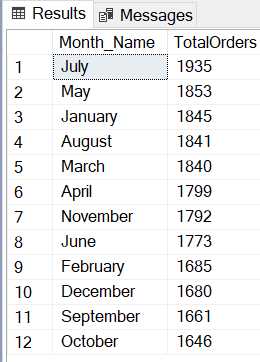 Results Messages
Month_Name TotalOrders
1 July 1935
2 May 1853
3 January 1845
4 August 1841
5 March 1840
6 April 1799
7 November 1792
8 June 1773
9 February 1685
10 December 1680
11 September 1661
12 October 1646